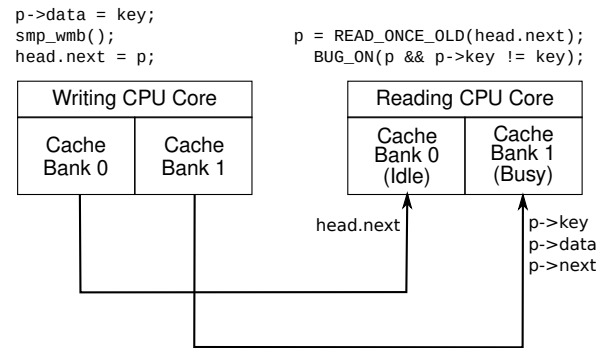 p->data = key;
smp_wmb();
head.next = p;
p = READ_ONCE_OLD(head.next);
BUG_ON(p && p->key != key);
Writing CPU Core
Cache
Bank 0
Cache
Bank 1
Reading CPU Core
Cache
Bank 0
(Idle)
Cache
Bank 1
(Busy)
head.next
p->key
p->data
p->next